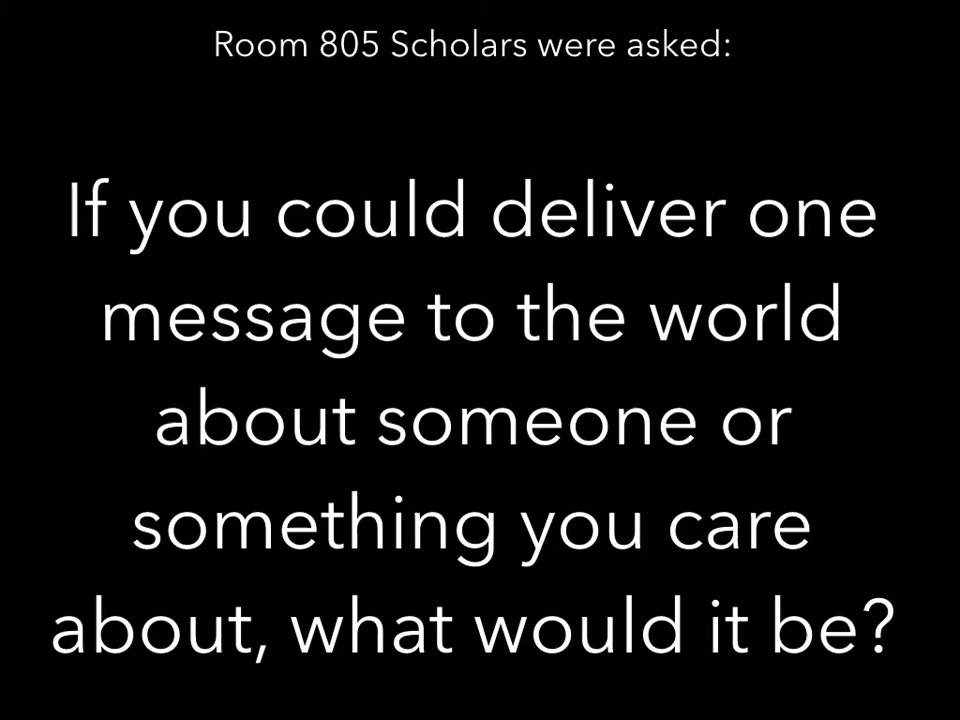 Room 805 Scholars were asked:
If you could deliver one
message to the world
about someone or
something you care
about, what would it be?